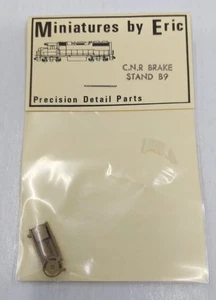 Miniatures by Eric
C.N.R BRAKE
STAND B9
Precision Detail Parts